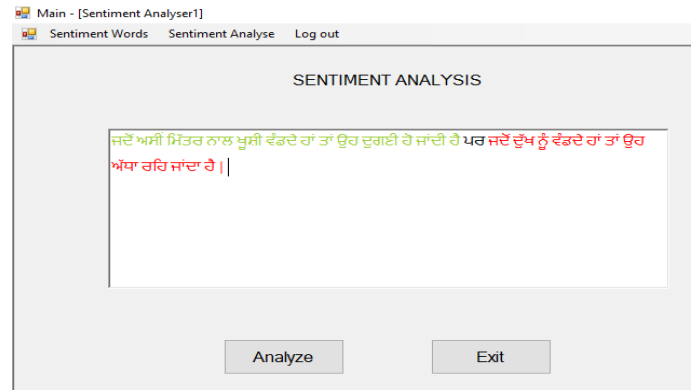 Main - [Sentiment Analyser1]
Sentiment Words Sentiment Analyse Log out
SENTIMENT ANALYSIS
ਜਦੋਂ ਅਸੀਂ ਮਿੱਤਰ ਨਾਲ ਖੂਸ਼ੀ ਵੰਡਦੇ ਹਾਂ ਤਾਂ ਉਹ ਦੁਗਣੀ ਹੋ ਜਾਂਦੀ ਹੈ ਪਰ ਜਦੋਂ ਦੁੱਖ ਨੂੰ ਵੰਡਦੇ ਹਾਂ ਤਾਂ ਉਹ
ਅੱਧਾ ਰਹਿ ਜਾਂਦਾ ਹੈ |
Analyze Exit